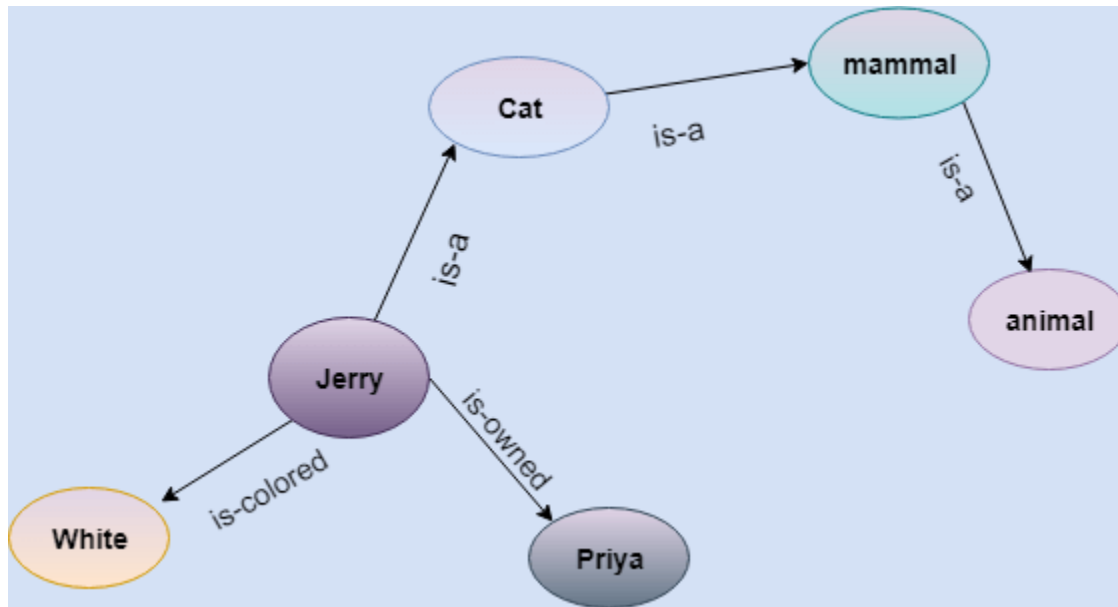 mammal
Cat
is-a
is-a
is-a
animal
Jerry
is-owned
is-colored
White
Priya